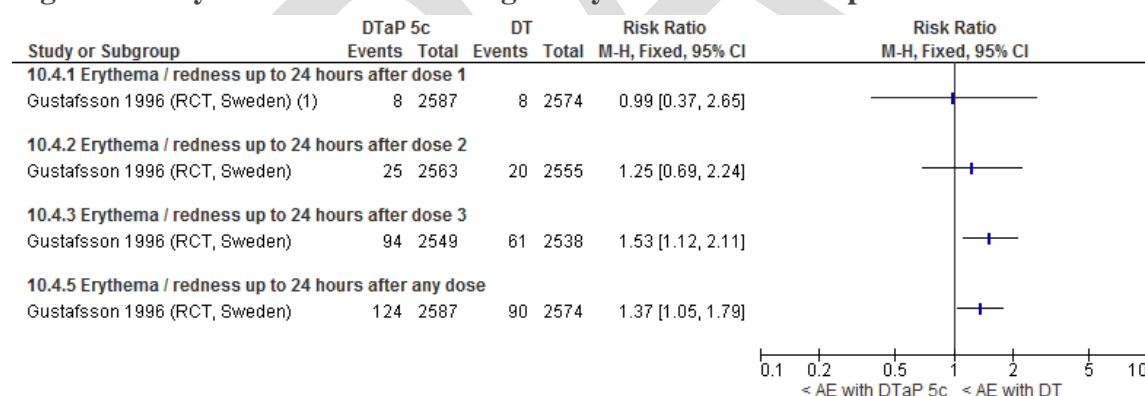 DTaP 5c DT Risk Ratio Risk Ratio
Study or Subgroup Events Total Events Total M-H, Fixed, 95% CI M-H, Fixed, 95% CI
10.4.1 Erythema / redness up to 24 hours after dose 1
Gustafsson 1996 (RCT, Sweden) (1) 8 2587 8 2574 0.99 [0.37, 2.65]
10.4.2 Erythema / redness up to 24 hours after dose 2
Gustafsson 1996 (RCT, Sweden) 25 2563 20 2555 1.25 [0.69, 2.24]
10.4.3 Erythema / redness up to 24 hours after dose 3
Gustafsson 1996 (RCT, Sweden) 94 2549 61 2538 1.53 [1.12, 2.11]
10.4.5 Erythema / redness up to 24 hours after any dose
Gustafsson 1996 (RCT, Sweden) 124 2587 90 2574 1.37 [1.05, 1.79]
0.1 0.2 0.5 1 2 5 10
< AE with DTaP 5c < AE with DT